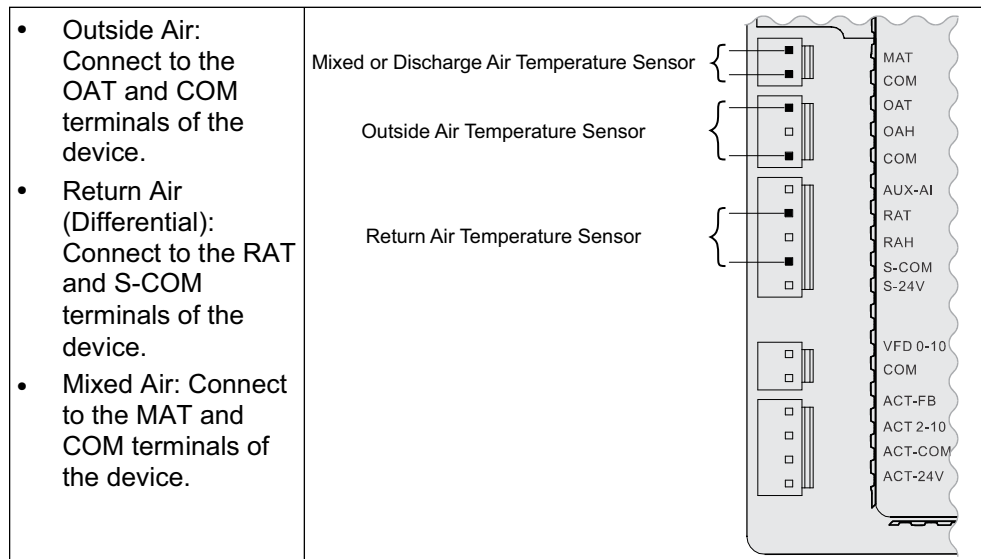 • Outside Air:
Connect to the
OAT and COM
terminals of the
device.
• Return Air
(Differential):
Connect to the RAT
and S-COM
terminals of the
device.
• Mixed Air: Connect
to the MAT and
COM terminals of
the device.
Mixed or Discharge Air Temperature Sensor
Outside Air Temperature Sensor
Return Air Temperature Sensor
MAT
COM
OAT
OAH
COM
AUX-AI
RAT
RAH
S-COM
S-24V
VFD 0-10
COM
ACT-FB
ACT 2-10
ACT-COM
ACT-24V